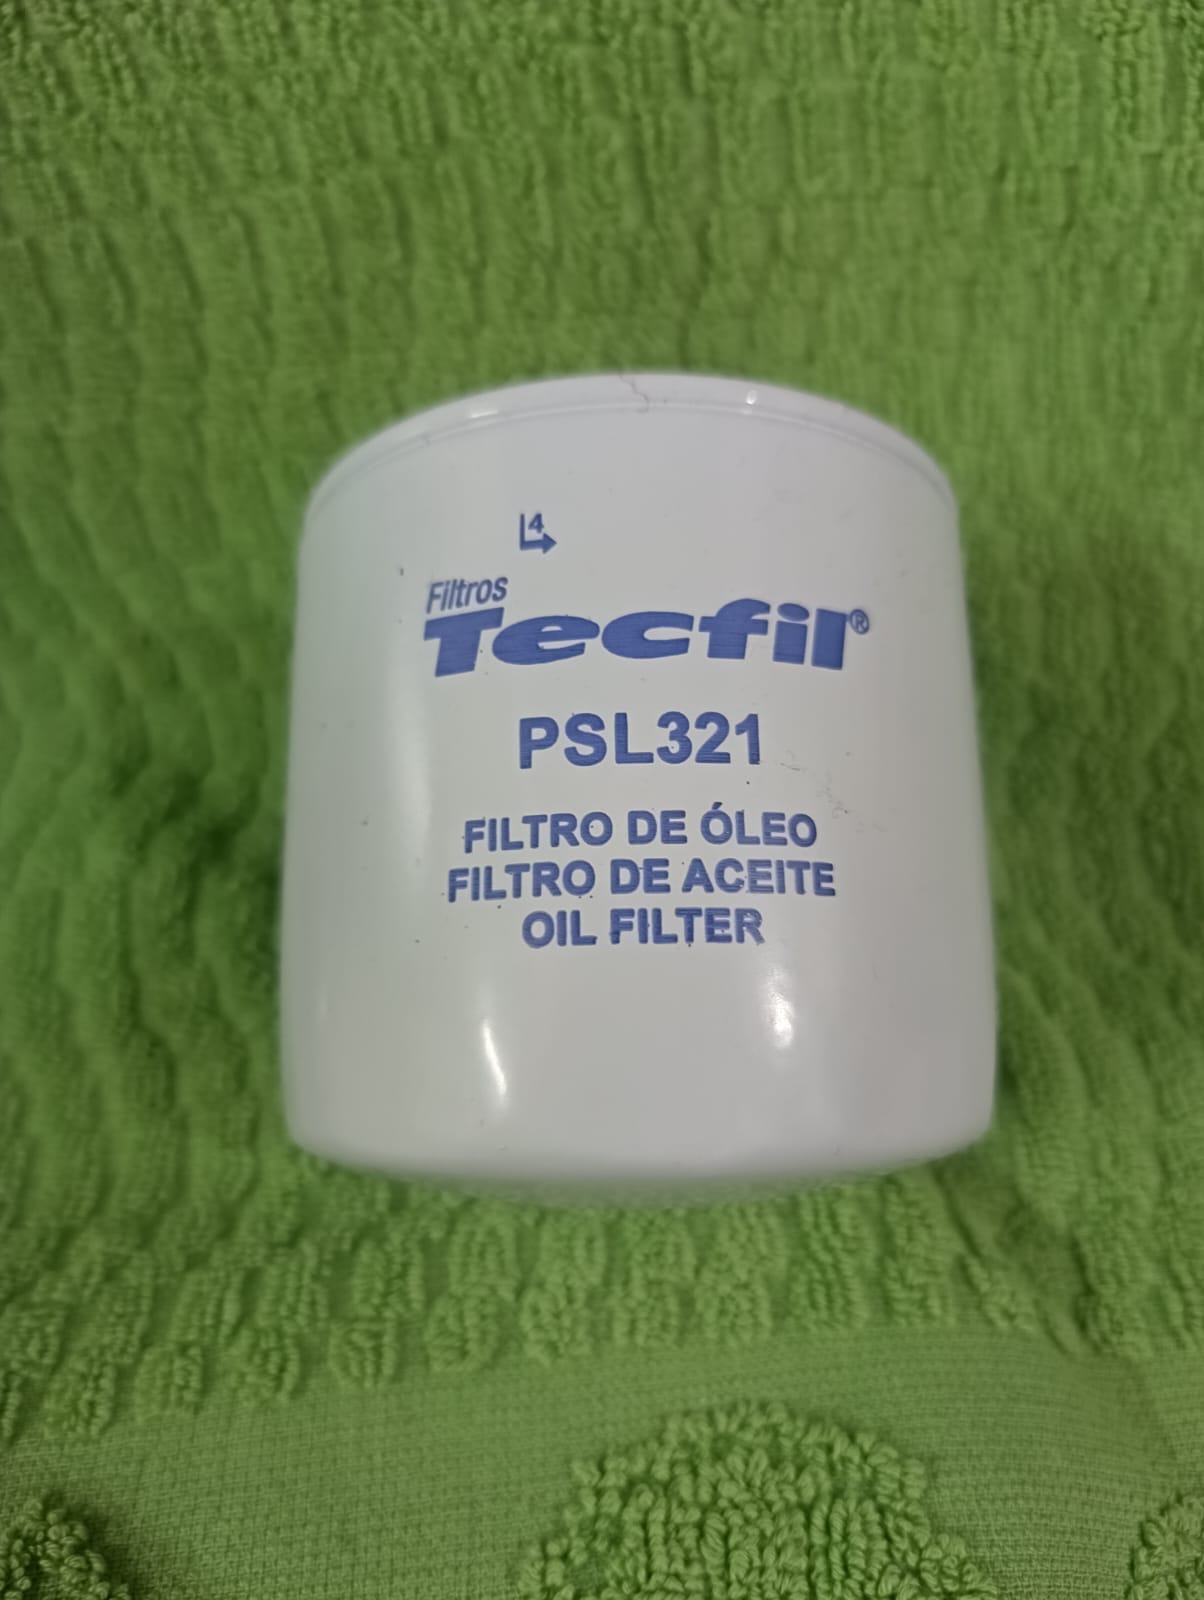 4
Filtros
Tecfil®
PSL321
FILTRO DE ÓLEO
FILTRO DE ACEITE
OIL FILTER